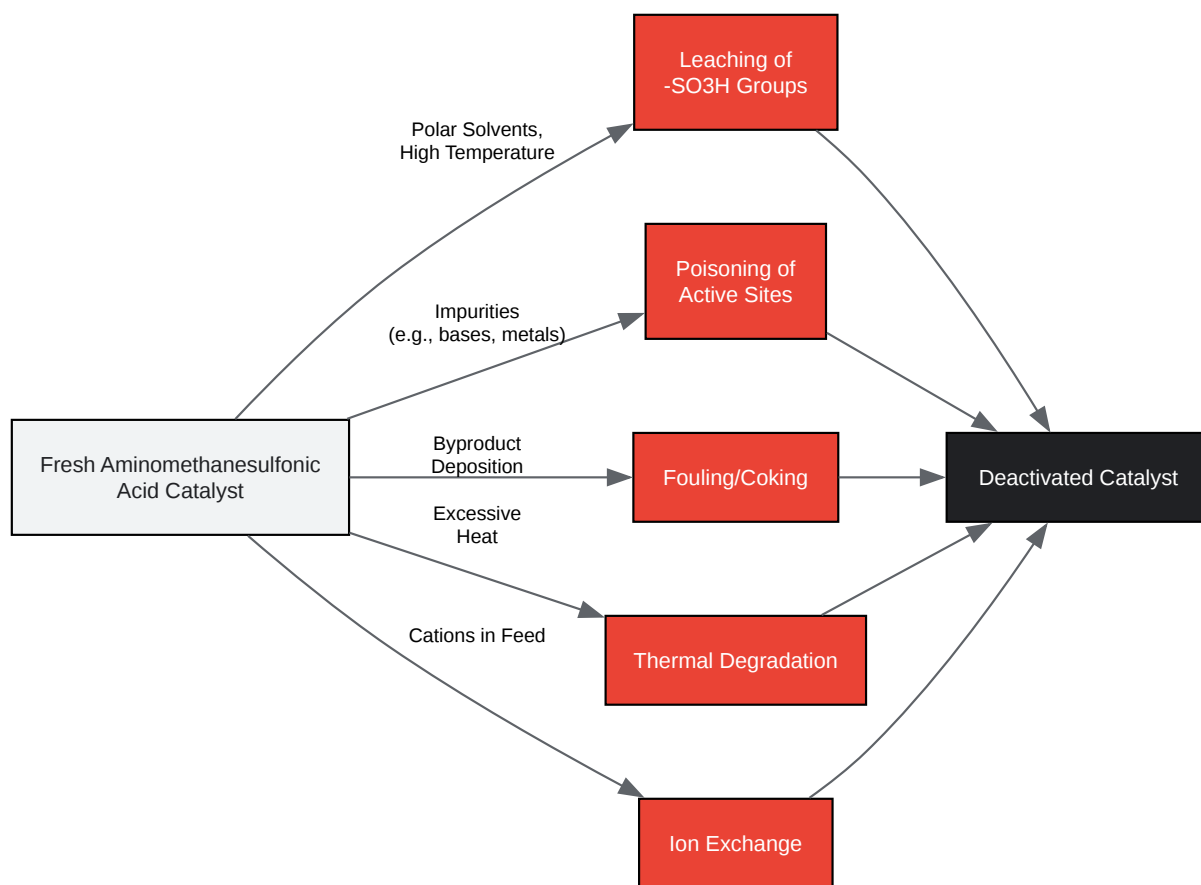 Leaching of
-SO3H Groups
Polar Solvents,
High Temperature
Poisoning of
Active Sites
Impurities
(e.g., bases, metals)
Fresh Aminomethanesulfonic
Acid Catalyst
Byproduct
Deposition
Fouling/Coking
Deactivated Catalyst
Excessive
Heat
Cations in Feed
Thermal Degradation
Ion Exchange